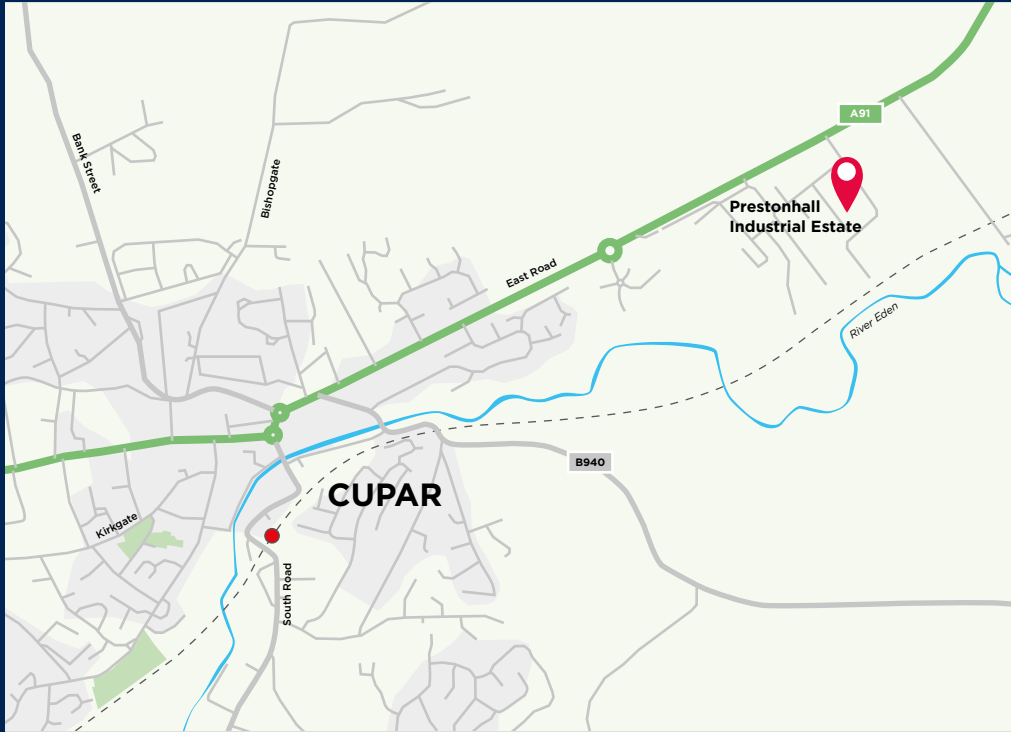 A91
Bank Street
Bishopgate
Prestonhall
Industrial Estate
East Road
River Eden
B940
CUPAR
Kirkgate
South Road